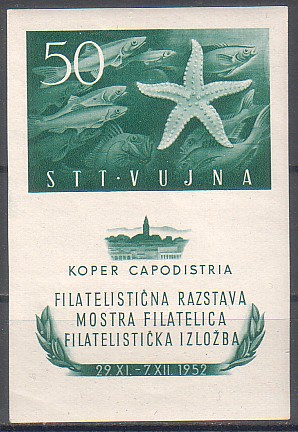 50
STT·VUJNA
KOPER CAPODISTRIA
FILATELISTIČNA RAZSTAVA
MOSTRA FILATELICA
FILATELISTIČKA IZLOŽBA
29 XI.-7 XII. 1952